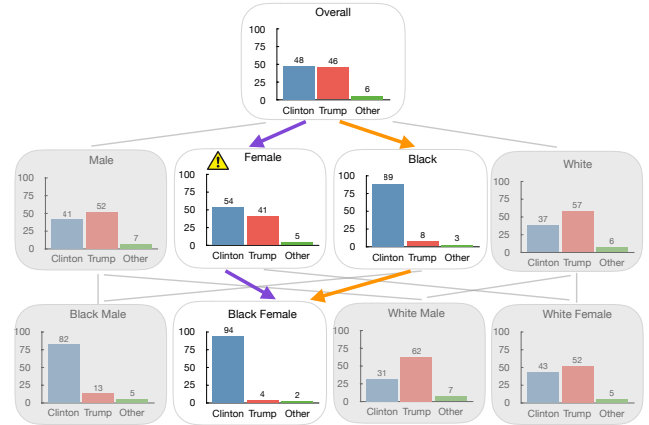 Overall
100
75
50
25
0
48 46 6
Clinton Trump Other
Male
100
75
50
25
0
41 52 7
Clinton Trump Other
Female
100
75
50
25
0
54 41 5
Clinton Trump Other
Black
100
75
50
25
0
89 8 3
Clinton Trump Other
White
100
75
50
25
0
37 57 6
Clinton Trump Other
Black Male
100
75
50
25
0
82 13 5
Clinton Trump Other
Black Female
100
75
50
25
0
94 4 2
Clinton Trump Other
White Male
100
75
50
25
0
31 62 7
Clinton Trump Other
White Female
100
75
50
25
0
43 52 5
Clinton Trump Other